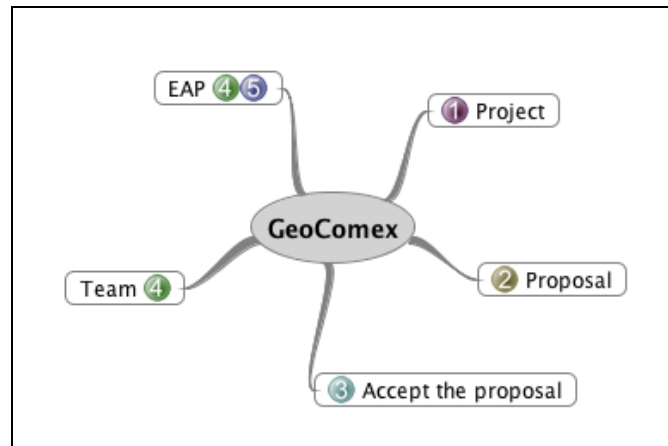 EAP 4 5
1 Project
GeoComex
2 Proposal
Team 4
3 Accept the proposal